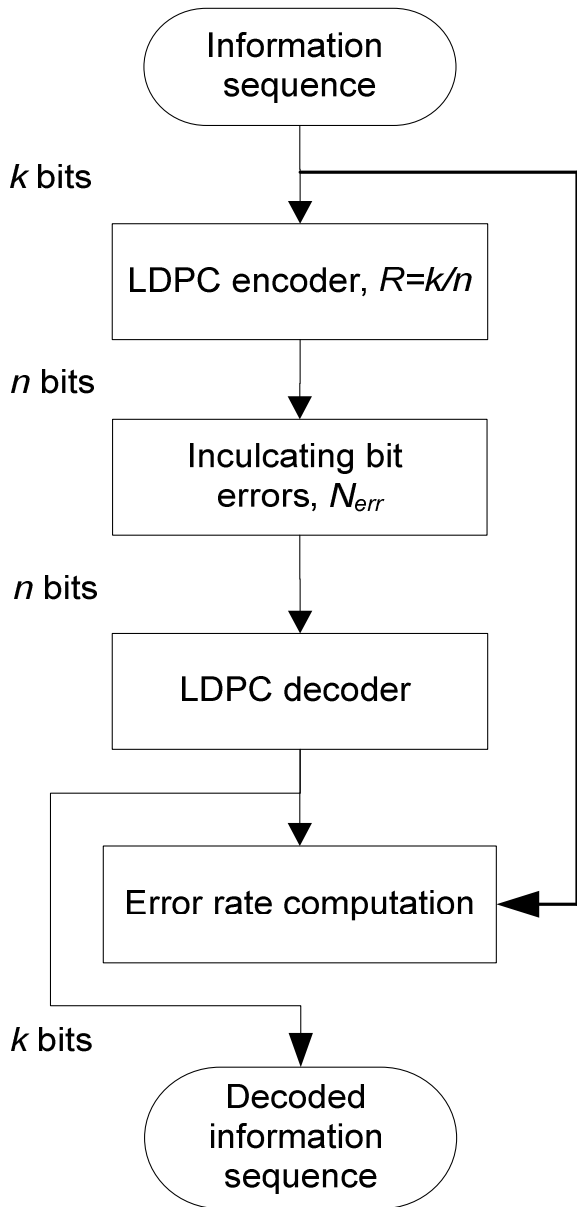 Information
sequence
k bits
LDPC encoder, R=k/n
n bits
Inculcating bit
errors, Nerr
n bits
LDPC decoder
Error rate computation
k bits
Decoded
information
sequence